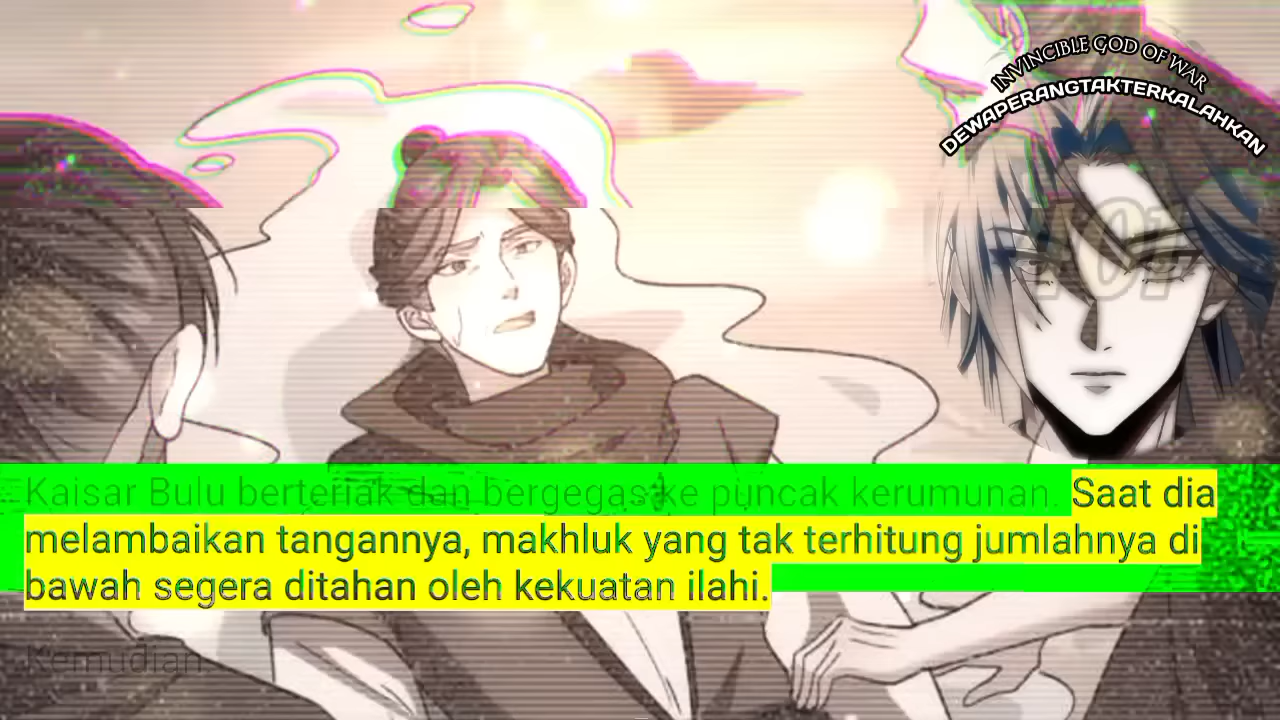 INVINCIBLE GOD OF WAR
DEWAPERANGTAKTERKALAHKAN
Kaisar Bulu berteriak dan bergegas ke puncak kerumunan. Saat dia
melambaikan tangannya, makhluk yang tak terhitung jumlahnya di
bawah segera ditahan oleh kekuatan ilahi.
Kemudian